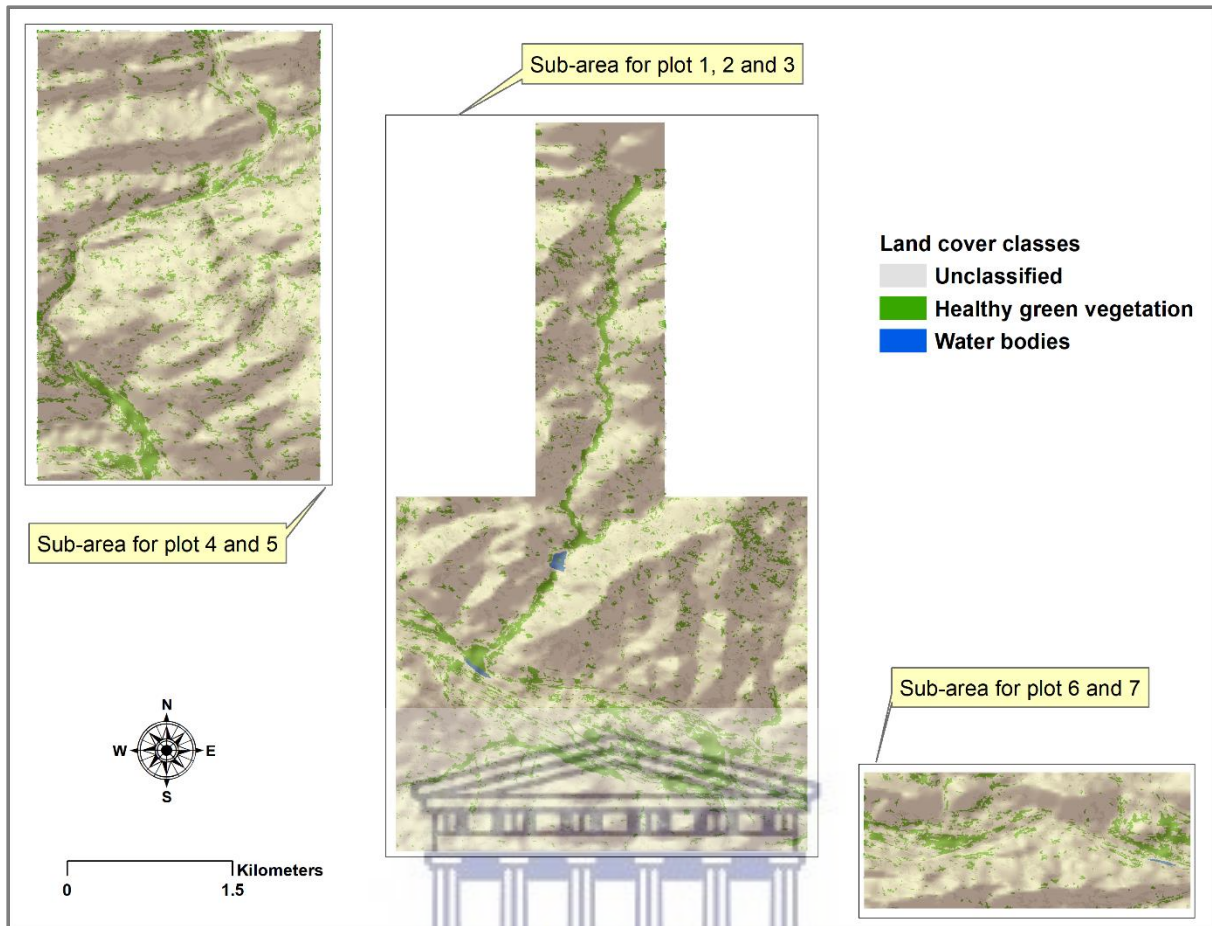 Sub-area for plot 1, 2 and 3
Land cover classes
Unclassified
Healthy green vegetation
Water bodies
Sub-area for plot 4 and 5
Sub-area for plot 6 and 7
N
W E
S
Kilometers
0 1.5